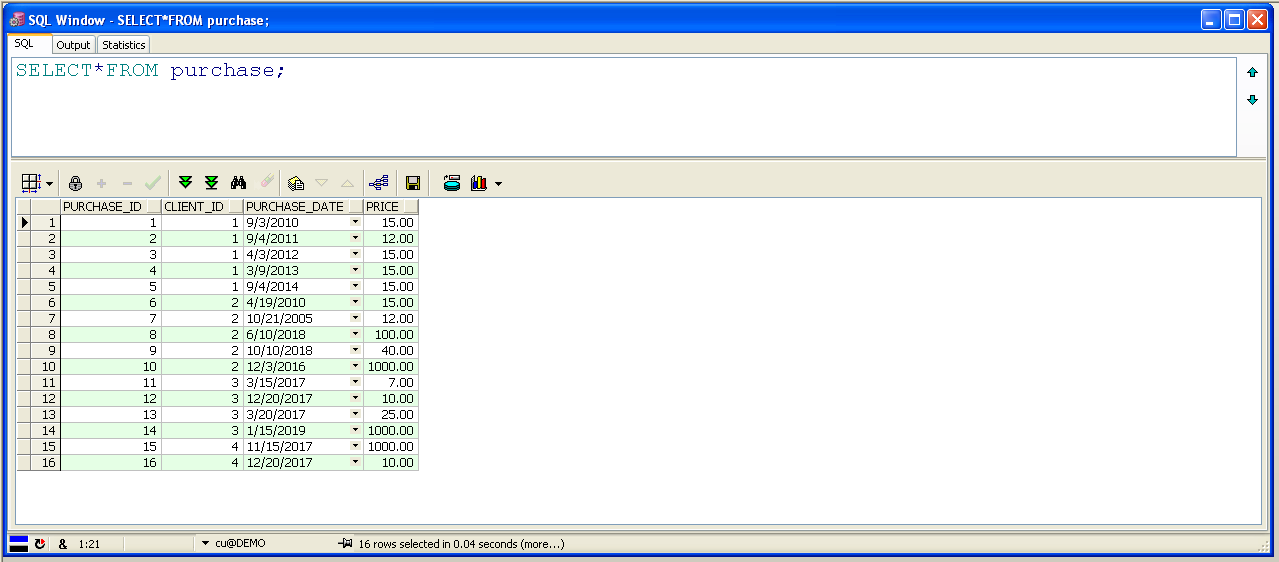 SQL Window - SELECT*FROM purchase;
SQL Output Statistics
SELECT*FROM purchase;
PURCHASE_ID CLIENT_ID PURCHASE_DATE PRICE
1 1 1 9/3/2010 15.00
2 2 1 9/4/2011 12.00
3 3 1 4/3/2012 15.00
4 4 1 3/9/2013 15.00
5 5 1 9/4/2014 15.00
6 6 2 4/19/2010 15.00
7 7 2 10/21/2005 12.00
8 8 2 6/10/2018 100.00
9 9 2 10/10/2018 40.00
10 10 2 12/3/2016 1000.00
11 11 3 3/15/2017 7.00
12 12 3 12/20/2017 10.00
13 13 3 3/20/2017 25.00
14 14 3 1/15/2019 1000.00
15 15 4 11/15/2017 1000.00
16 16 4 12/20/2017 10.00
& 1:21 cu@DEMO 16 rows selected in 0.04 seconds (more...)